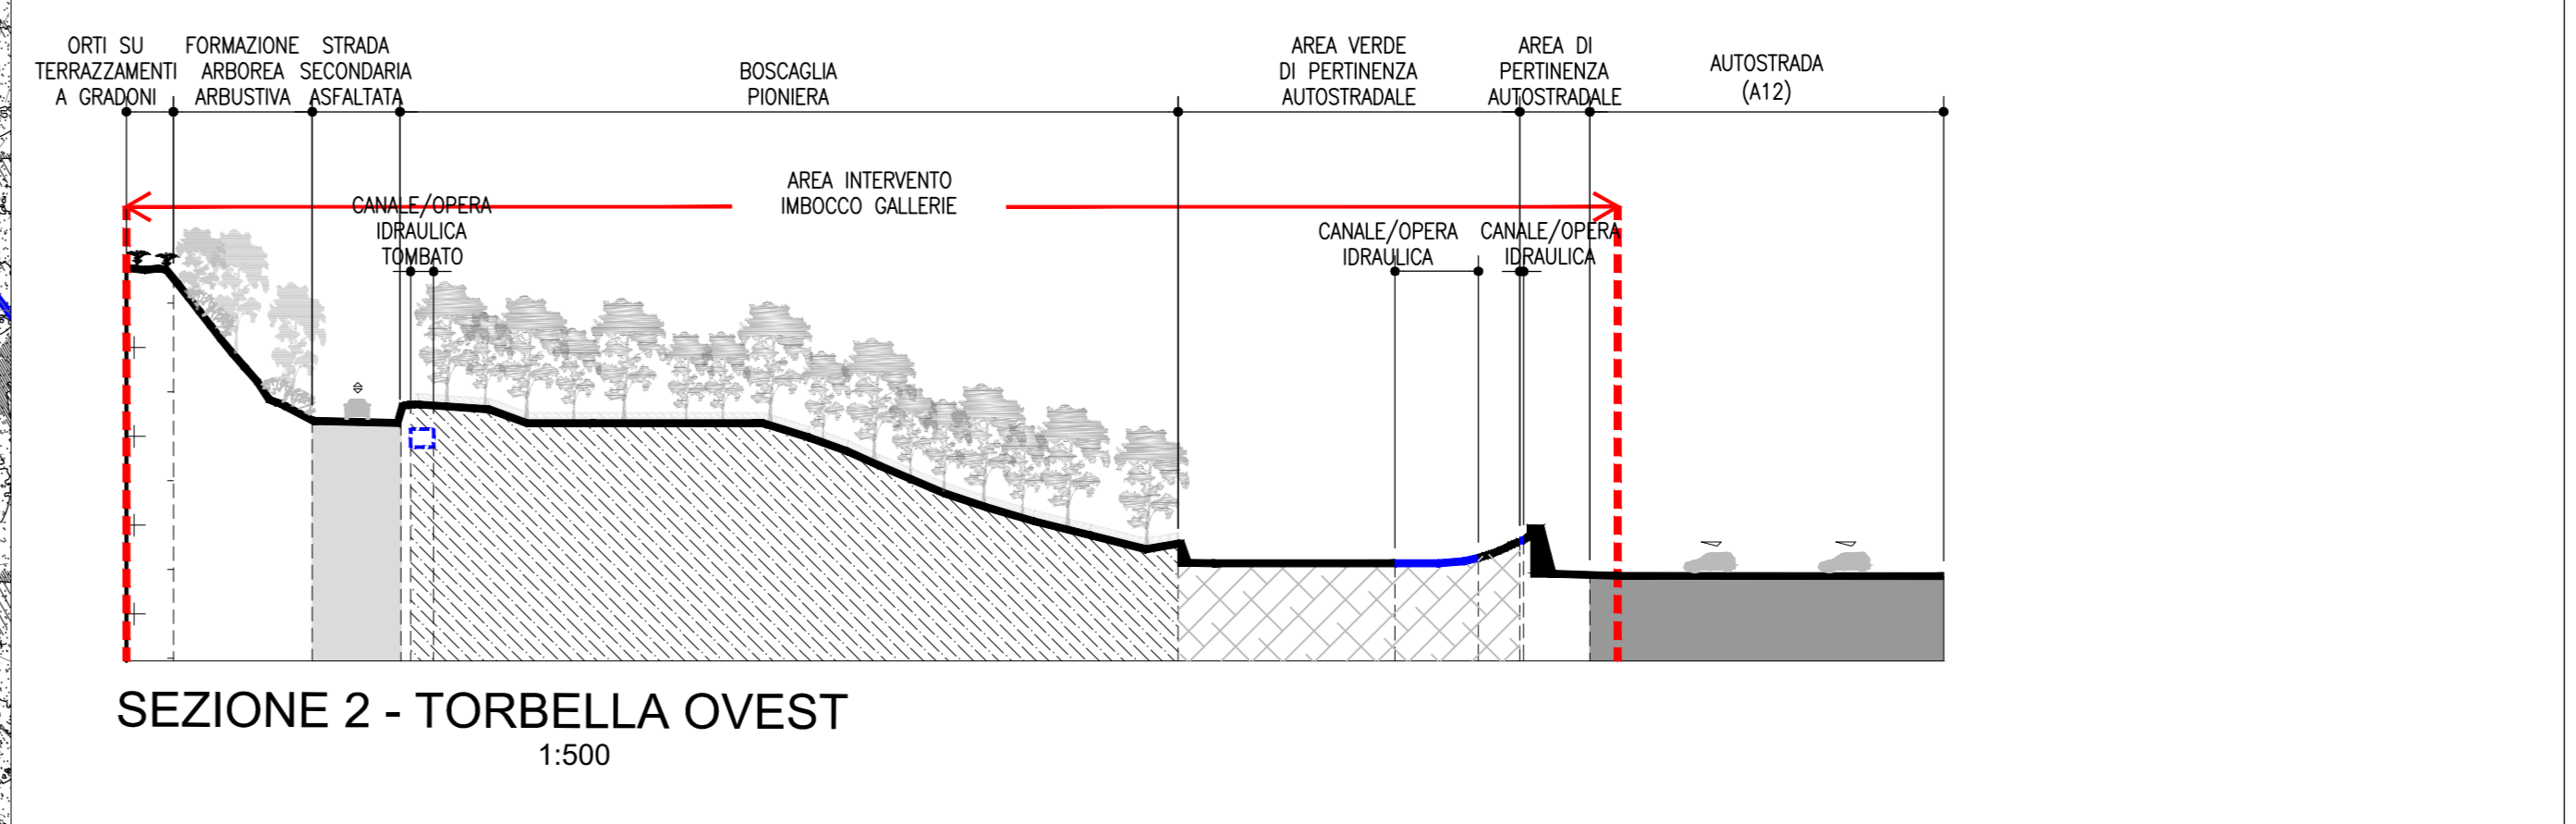 ORTI SU
TERRAZZAMENTI
A GRADONI
FORMAZIONE
ARBOREA
ARBUSTIVA
STRADA
SECONDARIA
ASFALTATA
BOSCAGLIA
PIONIERA
AREA VERDE
DI PERTINENZA
AUTOSTRADALE
AREA DI
PERTINENZA
AUTOSTRADALE
AUTOSTRADA
(A12)
AREA INTERVENTO
IMBOCCO GALLERIE
CANALE/OPERA
IDRAULICA
TOMBATO
CANALE/OPERA
IDRAULICA
CANALE/OPERA
IDRAULICA
SEZIONE 2 - TORBELLA OVEST
1:500